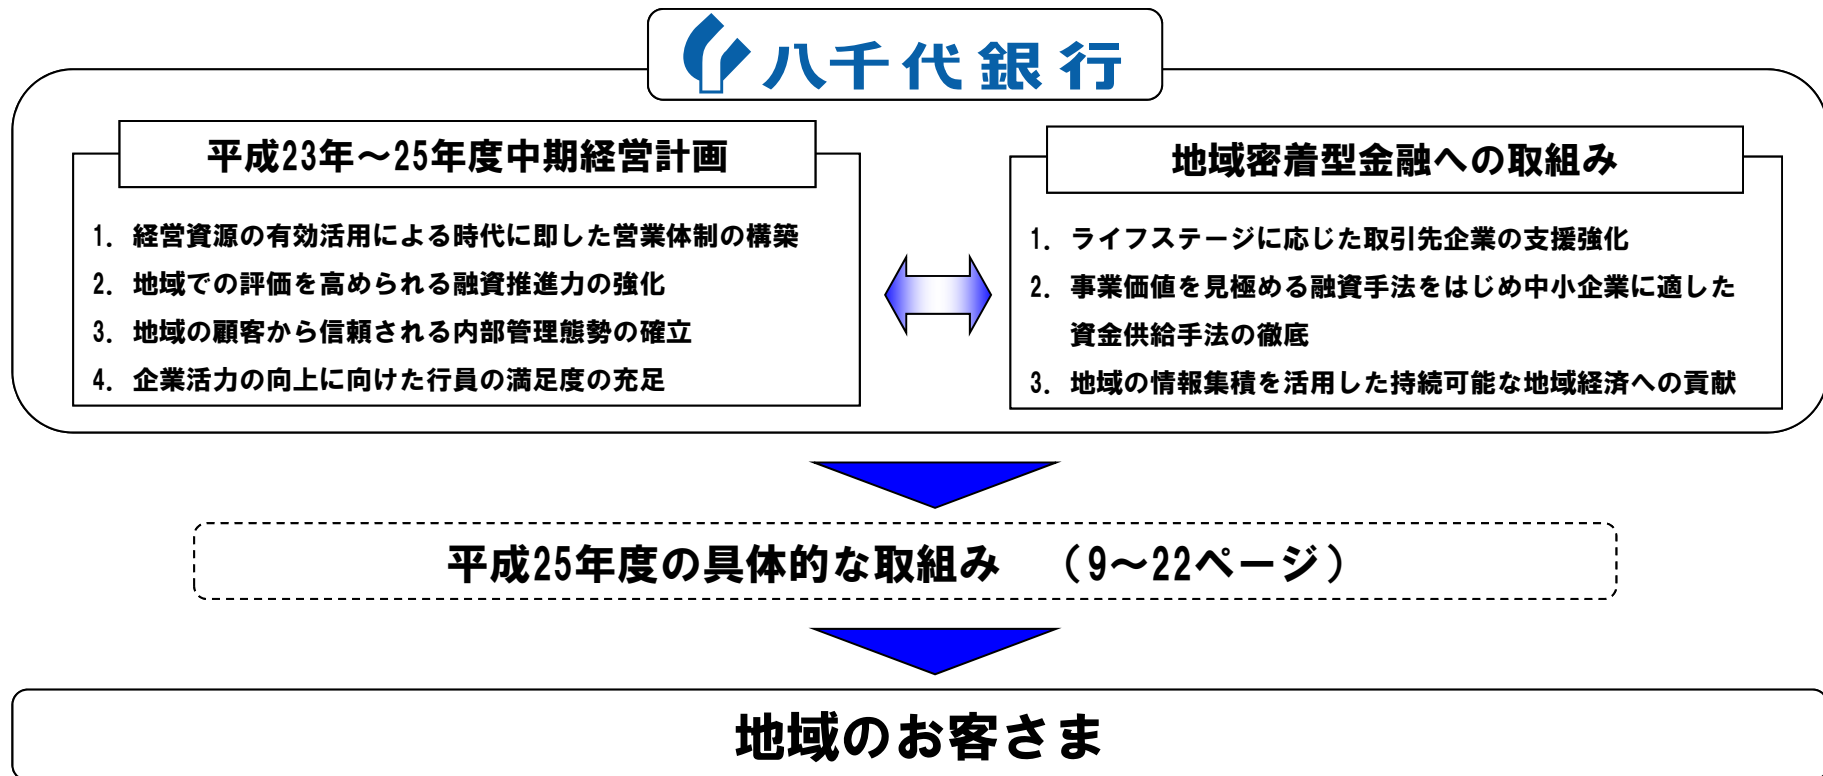 八千代銀行
平成23年～25年度中期経営計画
1. 経営資源の有効活用による時代に即した営業体制の構築
2. 地域での評価を高められる融資推進力の強化
3. 地域の顧客から信頼される内部管理態勢の確立
4. 企業活力の向上に向けた行員の満足度の充足
地域密着型金融への取組み
1. ライフステージに応じた取引先企業の支援強化
2. 事業価値を見極める融資手法をはじめ中小企業に適した
資金供給手法の徹底
3. 地域の情報集積を活用した持続可能な地域経済への貢献
平成25年度の具体的な取組み （9～22ページ）
地域のお客さま